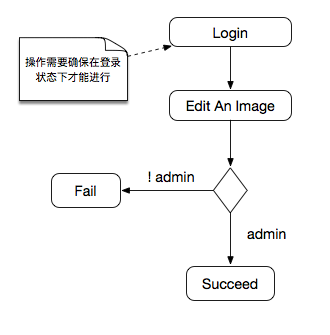 Login
操作需要确保在登录
状态下才能进行
Edit An Image
! admin
Fail
admin
Succeed